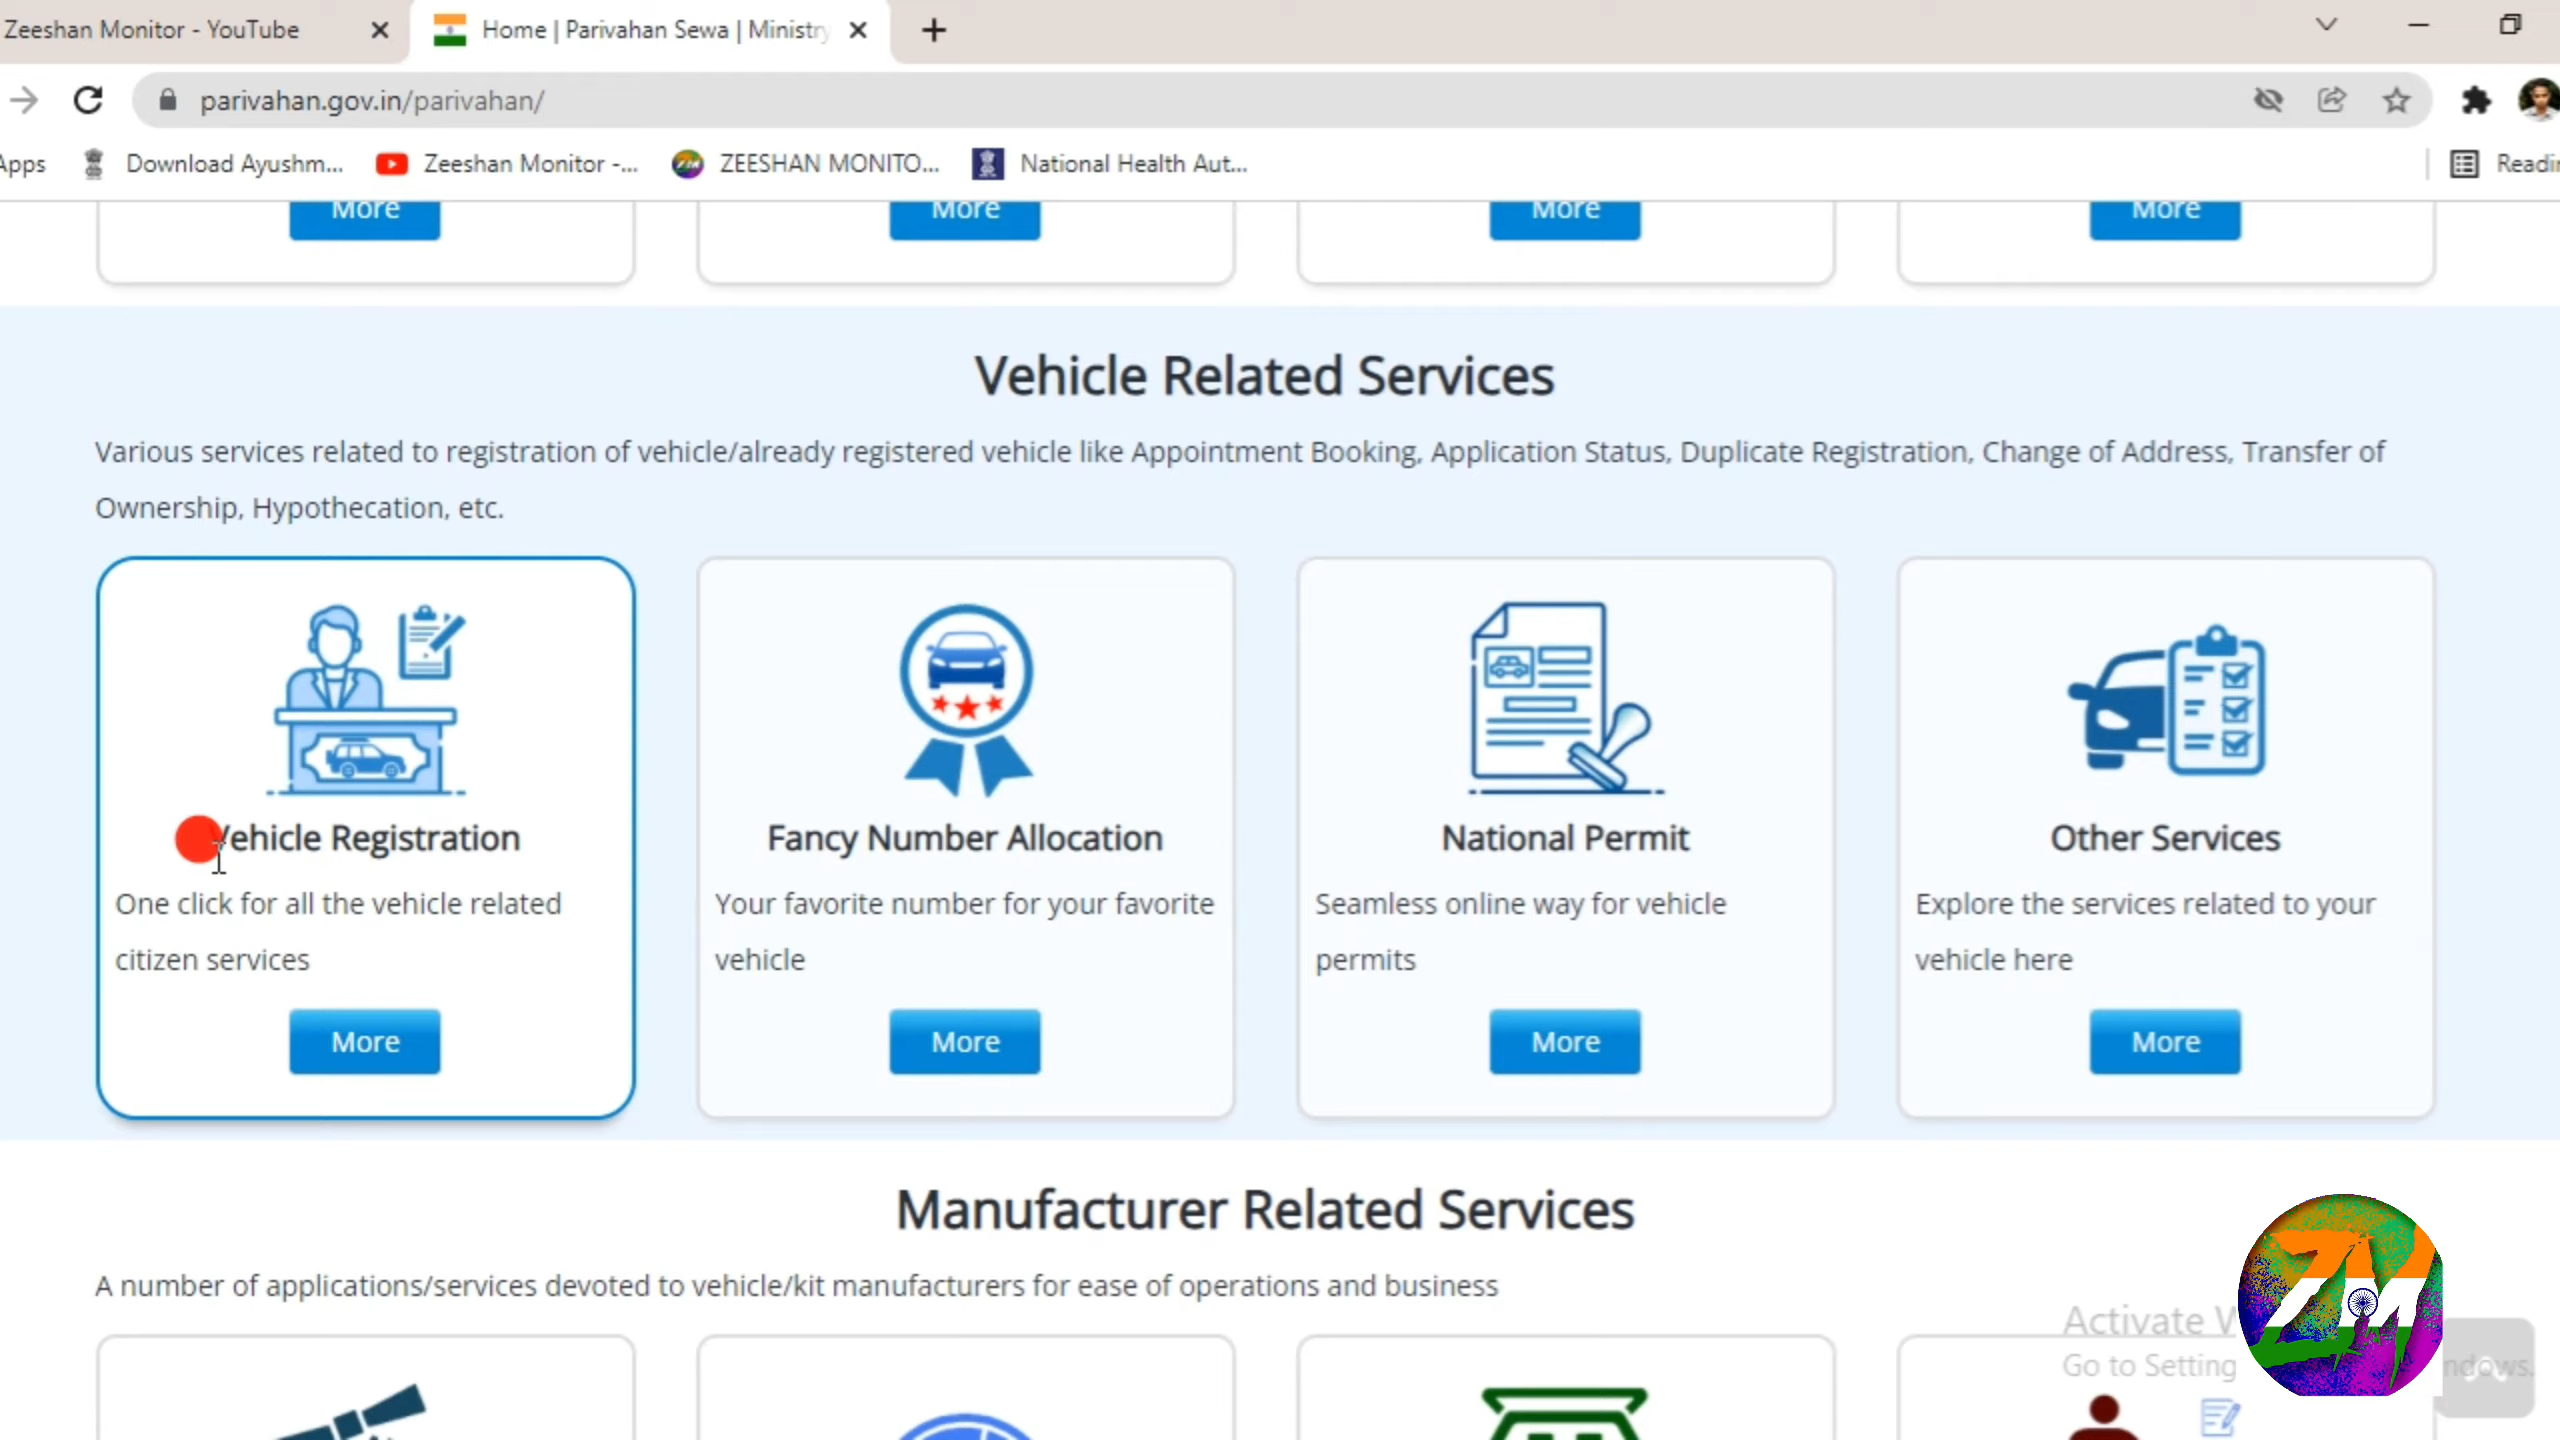 Zeeshan Monitor - YouTube
Home | Parivahan Sewa | Ministry
parivahan.gov.in/parivahan/
Apps
Download Ayushm...
Zeeshan Monitor -...
ZEESHAN MONITO...
National Health Aut...
More
More
More
More
Vehicle Related Services
Various services related to registration of vehicle/already registered vehicle like Appointment Booking, Application Status, Duplicate Registration, Change of Address, Transfer of
Ownership, Hypothecation, etc.
Vehicle Registration
One click for all the vehicle related
citizen services
More
Fancy Number Allocation
Your favorite number for your favorite
vehicle
More
National Permit
Seamless online way for vehicle
permits
More
Other Services
Explore the services related to your
vehicle here
More
Manufacturer Related Services
A number of applications/services devoted to vehicle/kit manufacturers for ease of operations and business
Activate
Go to Setting
ZM